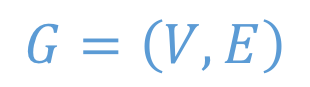 G = (V, E)